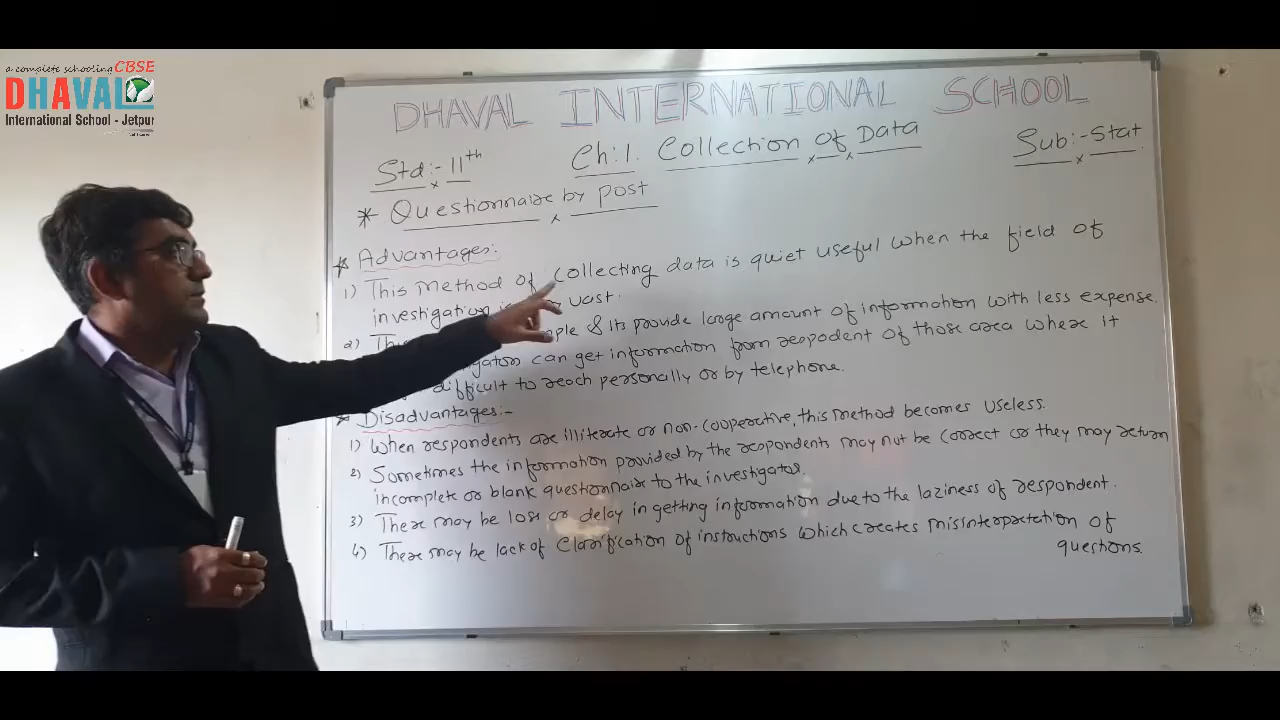 a complete schooling CBSE
DHAVAL
International School - Jetpur
DHAVAL INTERNATIONAL SCHOOL
Std:- 11th Ch:1. Collection of Data Sub:- Stat
* Questionnaire by post
* Advantages:-
1) This Method of collecting data is quiet useful when the field of
investigation vast.
2) This & its provide large amount of information with less expense.
can get information from respodent of those area where it
difficult to reach personally or by telephone.
* Disadvantages:-
1) When respondents are illiterate or non-cooperative, this method becomes useless.
2) Sometimes the information provided by the respondents may not be correct or they may return
incomplete or blank questionnaire to the investigator.
3) There may be loss or delay in getting information due to the laziness of respondent.
4) There may be lack of clarification of instructions which creates misinterpretation of
questions.